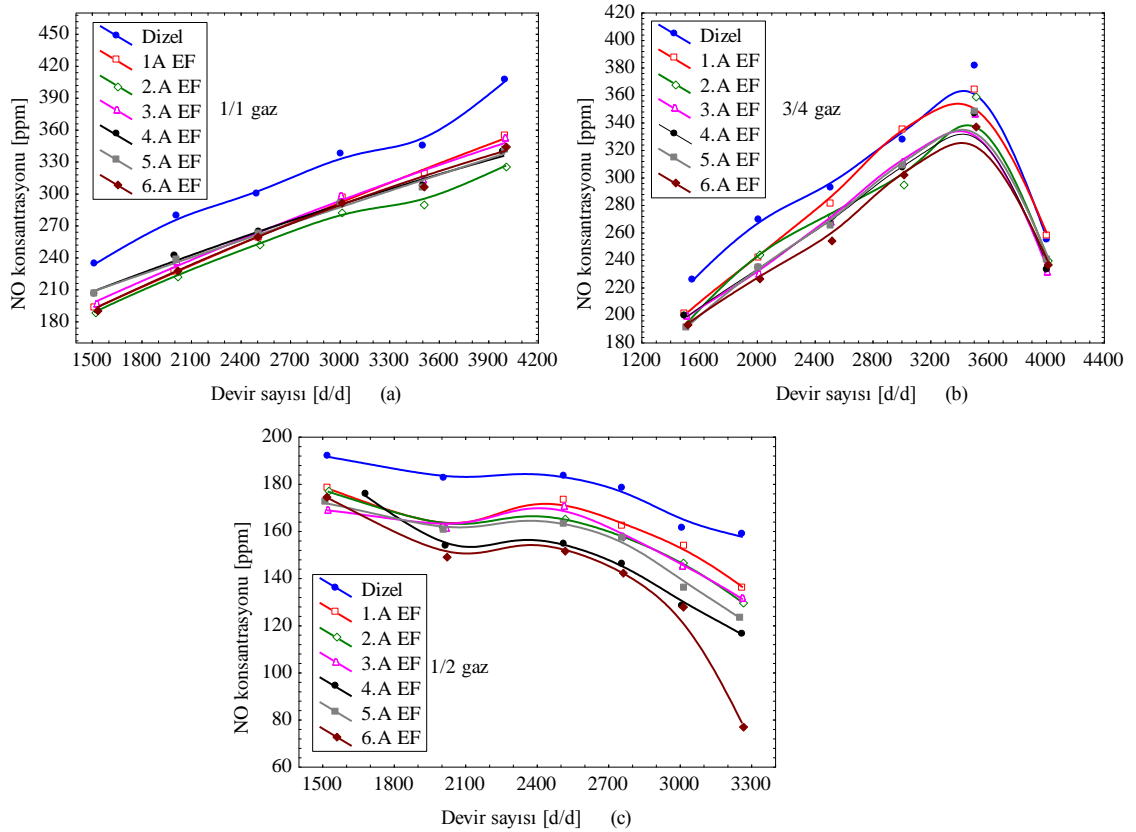 NO konsantrasyonu [ppm]
450
420
390
360
330
300
270
240
210
180
Dizel
1A EF
2.A EF
3.A EF
4.A EF
5.A EF
6.A EF
1/1 gaz
1500 1800 2100 2400 2700 3000 3300 3600 3900 4200
Devir sayısı [d/d] (a)
NO konsantrasyonu [ppm]
420
400
380
360
340
320
300
280
260
240
220
200
180
Dizel
1.A EF
2.A EF
3.A EF
4.A EF
5.A EF
6.A EF
3/4 gaz
1200 1600 2000 2400 2800 3200 3600 4000 4400
Devir sayısı [d/d] (b)
NO konsantrasyonu [ppm]
200
180
160
140
120
100
80
60
Dizel
1.A EF
2.A EF
3.A EF
4.A EF
5.A EF
6.A EF
1/2 gaz
1500 1800 2100 2400 2700 3000 3300
Devir sayısı [d/d] (c)